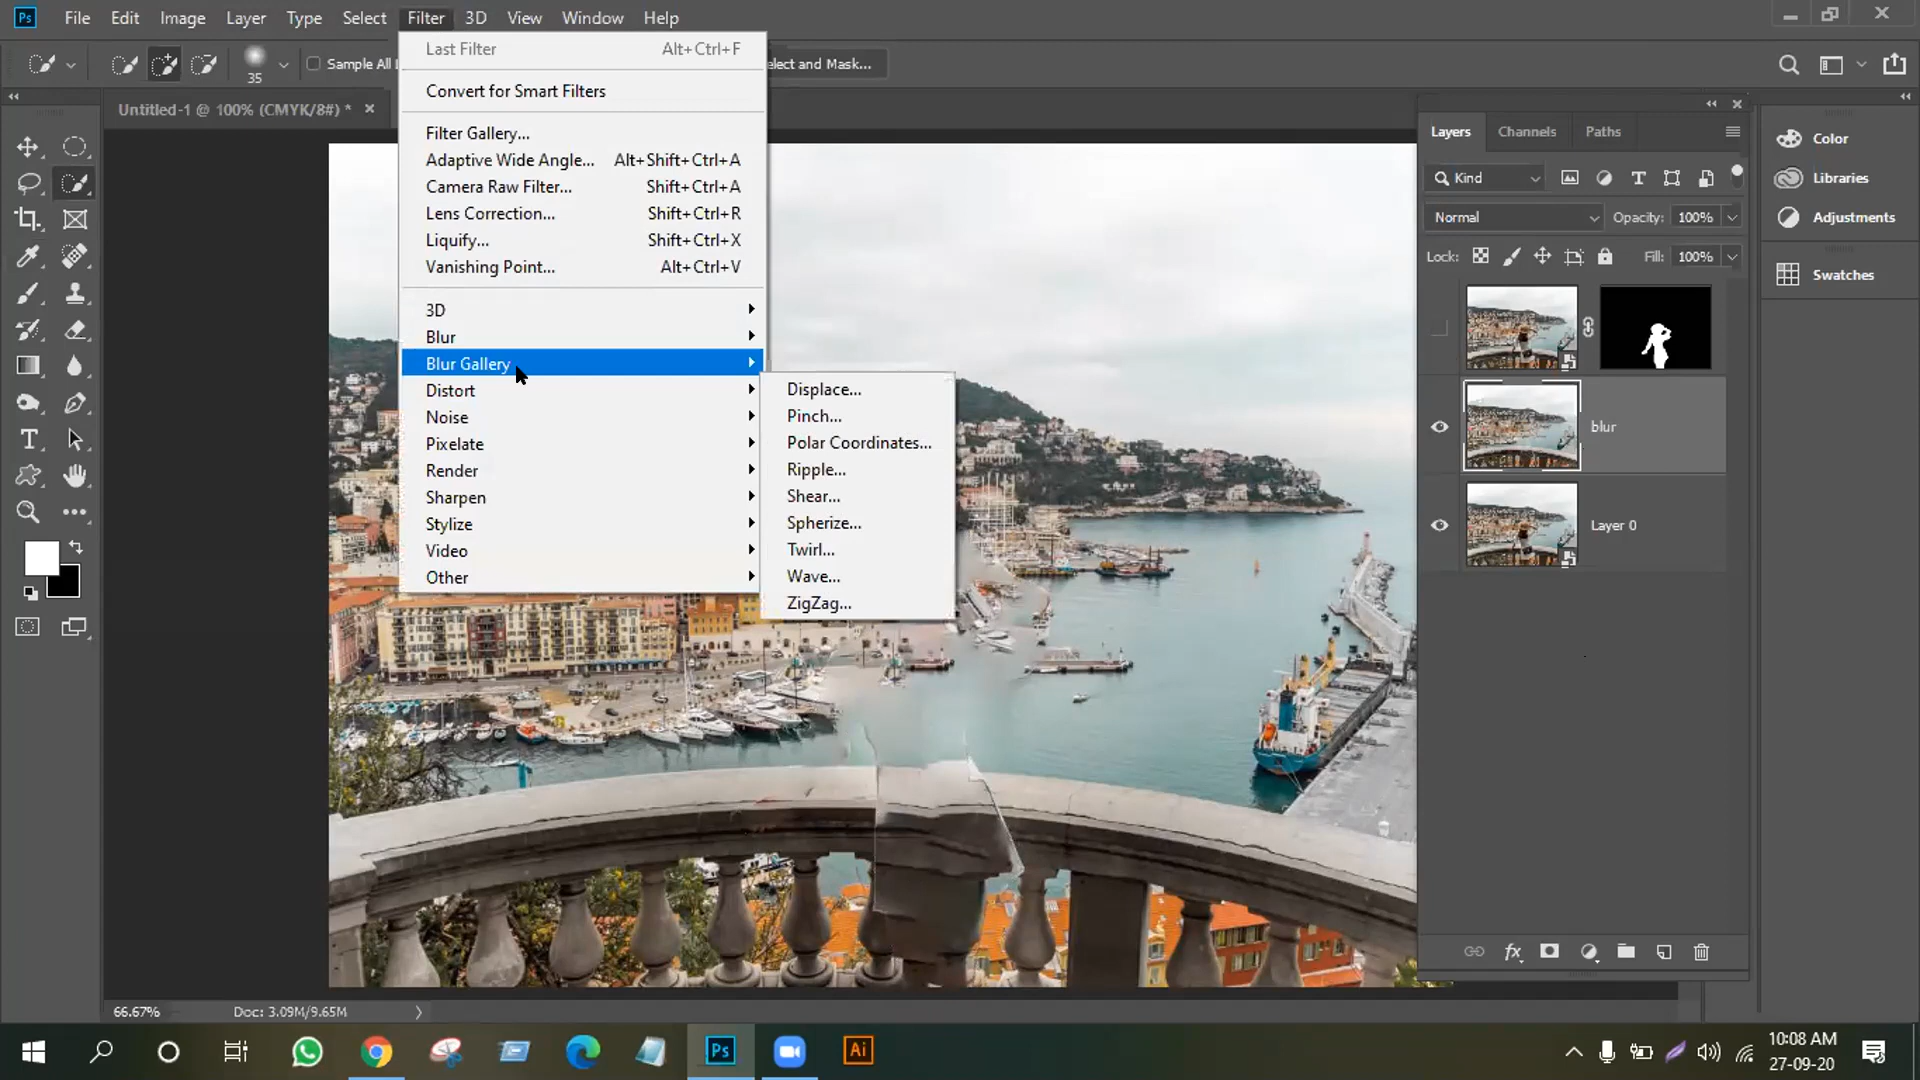 Ps File Edit Image Layer Type Select Filter 3D View Window Help
35 Sample All elect and Mask...
Untitled-1 @ 100% (CMYK/8#) *
Last Filter Alt+Ctrl+F
Convert for Smart Filters
Filter Gallery...
Adaptive Wide Angle... Alt+Shift+Ctrl+A
Camera Raw Filter... Shift+Ctrl+A
Lens Correction... Shift+Ctrl+R
Liquify... Shift+Ctrl+X
Vanishing Point... Alt+Ctrl+V
3D
Blur
Blur Gallery
Distort
Noise
Pixelate
Render
Sharpen
Stylize
Video
Other
Displace...
Pinch...
Polar Coordinates...
Ripple...
Shear...
Spherize...
Twirl...
Wave...
ZigZag...
Layers Channels Paths
Kind
Normal Opacity: 100%
Lock: Fill: 100%
blur
Layer 0
fx
Color
Libraries
Adjustments
Swatches
66.67% Doc: 3.09M/9.65M
Ps Ai
10:08 AM
27-09-20